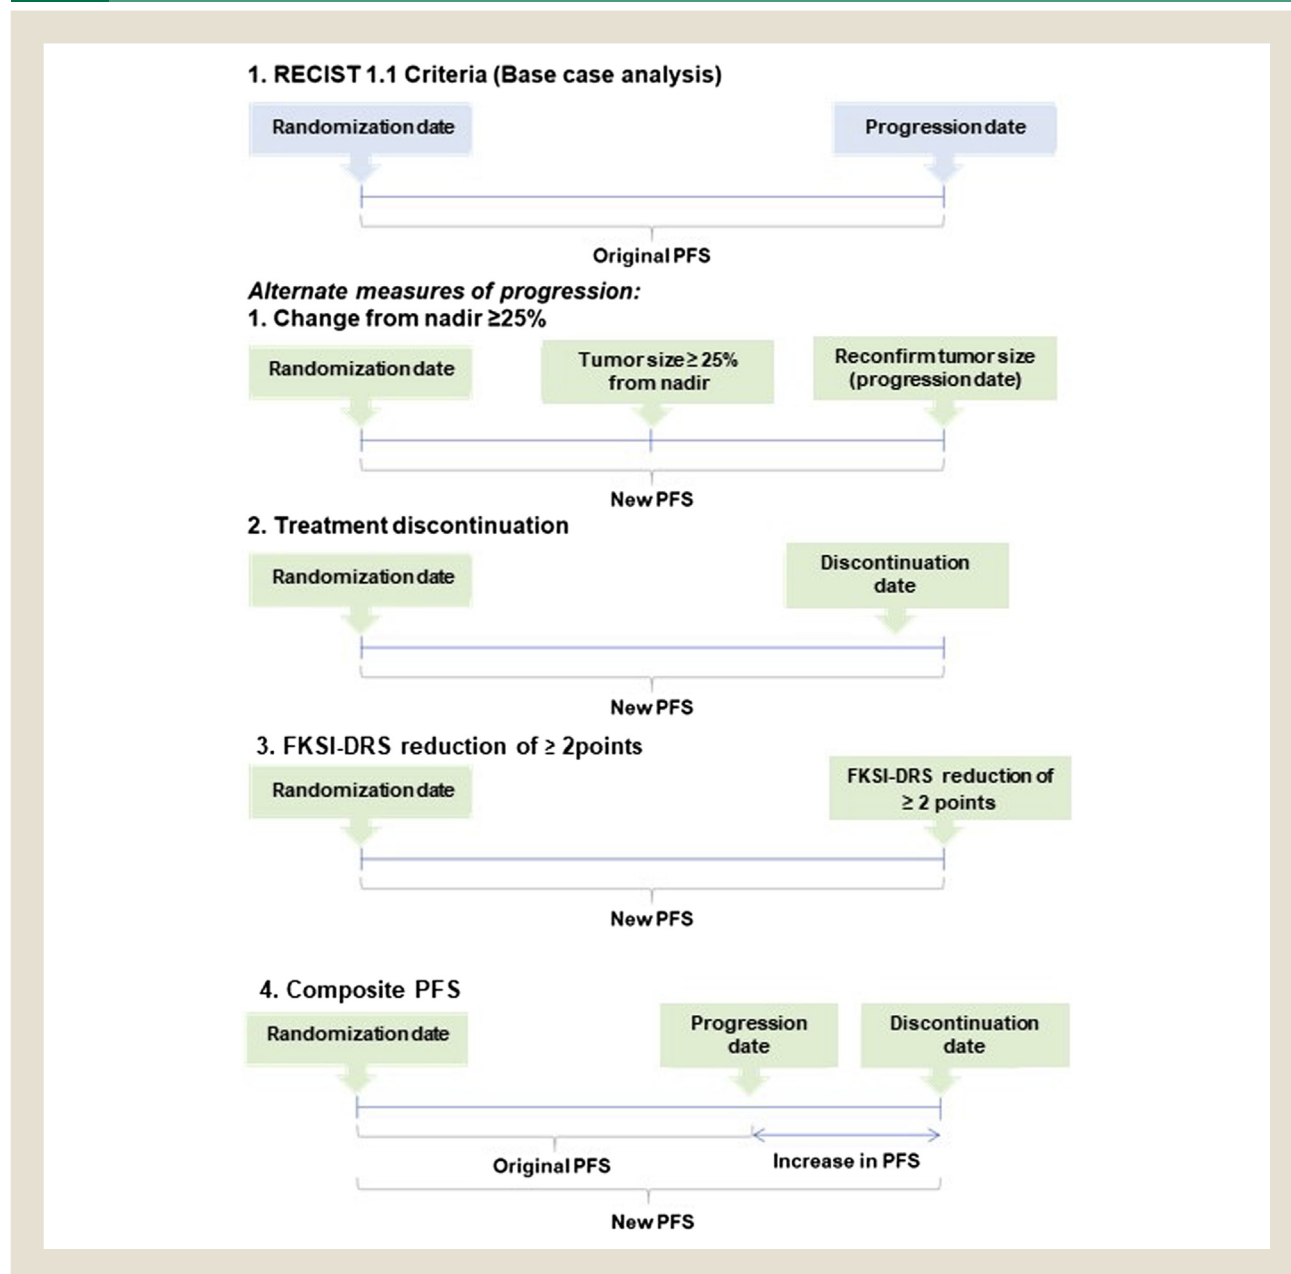 1. RECIST 1.1 Criteria (Base case analysis)
Randomization date
Progression date
Original PFS
Alternate measures of progression:
1. Change from nadir ≥25%
Randomization date
Tumor size ≥ 25%
from nadir
Reconfirm tumor size
(progression date)
New PFS
2. Treatment discontinuation
Randomization date
Discontinuation
date
New PFS
3. FKSI-DRS reduction of ≥ 2points
Randomization date
FKSI-DRS reduction of
≥ 2 points
New PFS
4. Composite PFS
Randomization date
Progression
date
Discontinuation
date
Original PFS
Increase in PFS
New PFS